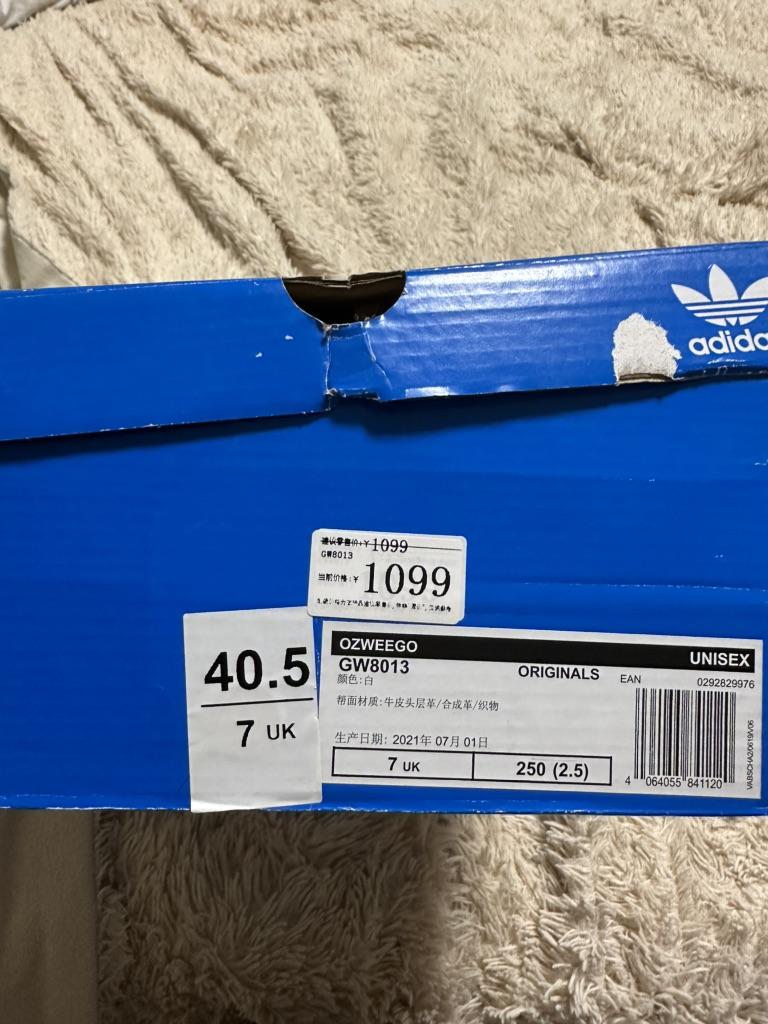 adidas
建议零售价:¥1099
GW8013
当前价格:¥1099
40.5
7 UK
OZWEEGO
UNISEX
GW8013
ORIGINALS
EAN
0292829976
颜色:白
帮面材质:牛皮头层革/合成革/织物
生产日期: 2021年 07月 01日
7 UK
250 (2.5)
4 064055 841120